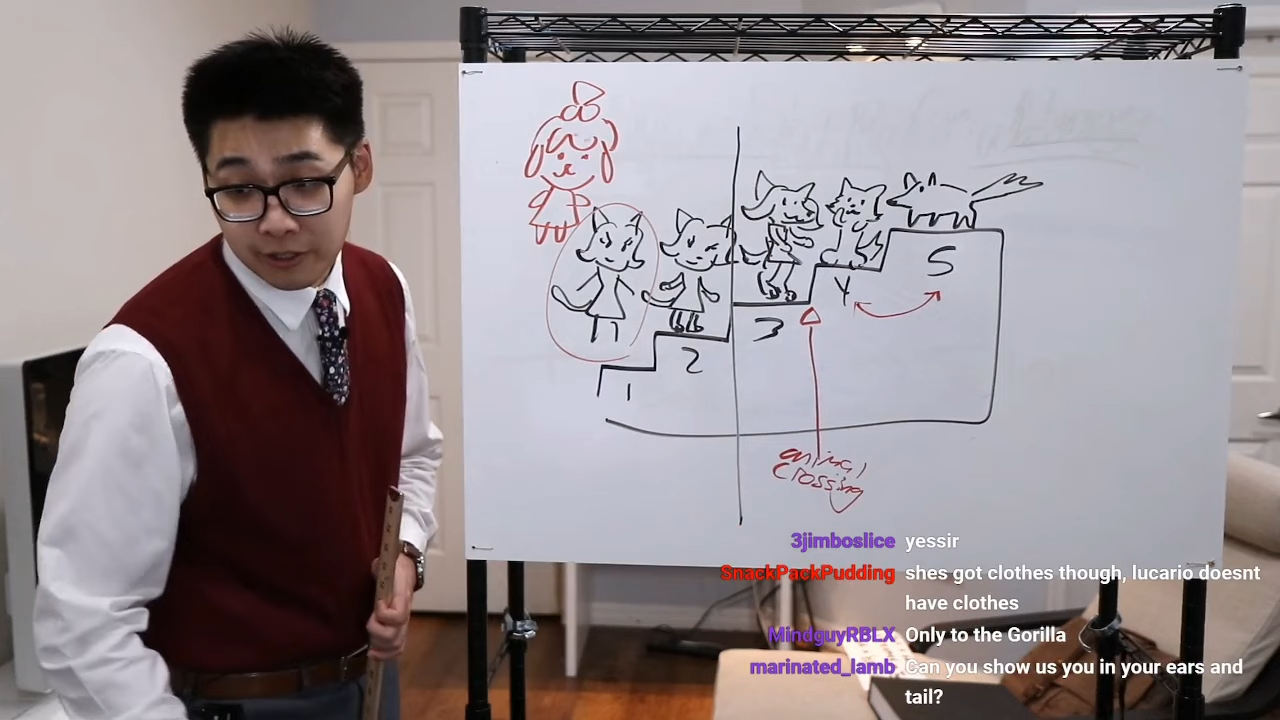 1
2
3
4
5
animal
crossing
3jimboslice yessir
SnackPackPudding shes got clothes though, lucario doesnt
have clothes
MindguyRBLX Only to the Gorilla
marinated_lamb Can you show us you in your ears and
tail?